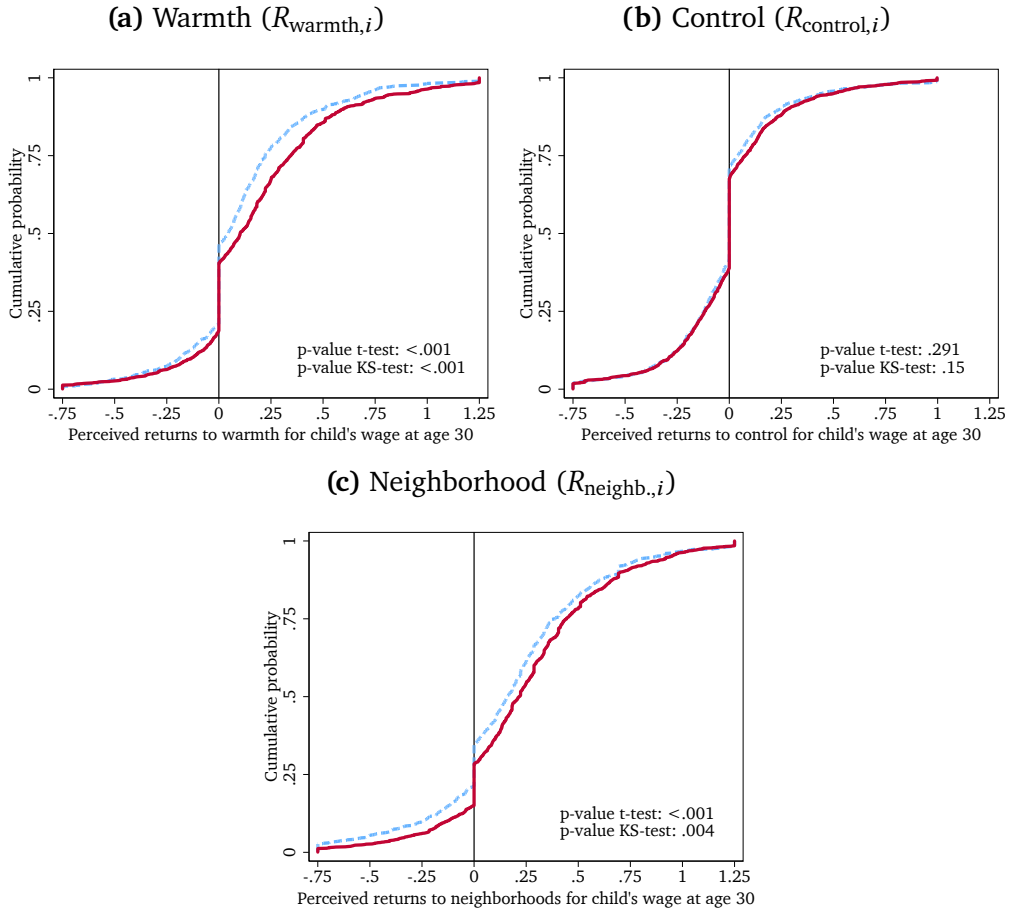 (a) Warmth (R_warmth,i)
Cumulative probability
0 .25 .5 .75 1
p-value t-test: <.001
p-value KS-test: <.001
-.75 -.5 -.25 0 .25 .5 .75 1 1.25
Perceived returns to warmth for child's wage at age 30
(b) Control (R_control,i)
Cumulative probability
0 .25 .5 .75 1
p-value t-test: .291
p-value KS-test: .15
-.75 -.5 -.25 0 .25 .5 .75 1 1.25
Perceived returns to control for child's wage at age 30
(c) Neighborhood (R_neighb.,i)
Cumulative probability
0 .25 .5 .75 1
p-value t-test: <.001
p-value KS-test: .004
-.75 -.5 -.25 0 .25 .5 .75 1 1.25
Perceived returns to neighborhoods for child's wage at age 30